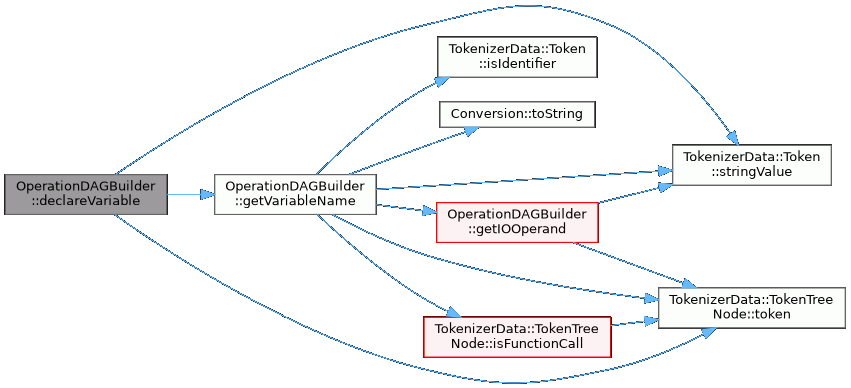 OperationDAGBuilder
::declareVariable
OperationDAGBuilder
::getVariableName
TokenizerData::Token
::isIdentifier
Conversion::toString
OperationDAGBuilder
::getIOOperand
TokenizerData::TokenTree
Node::isFunctionCall
TokenizerData::Token
::stringValue
TokenizerData::TokenTree
Node::token